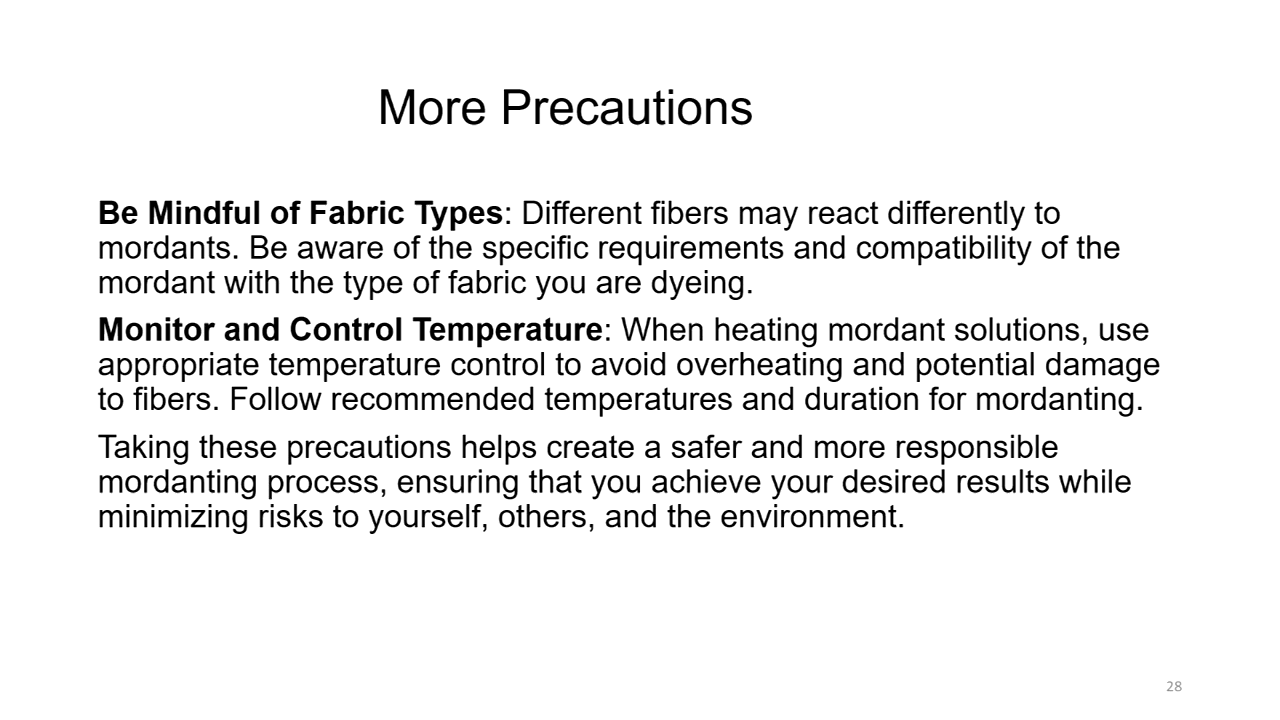 More Precautions
Be Mindful of Fabric Types: Different fibers may react differently to
mordants. Be aware of the specific requirements and compatibility of the
mordant with the type of fabric you are dyeing.
Monitor and Control Temperature: When heating mordant solutions, use
appropriate temperature control to avoid overheating and potential damage
to fibers. Follow recommended temperatures and duration for mordanting.
Taking these precautions helps create a safer and more responsible
mordanting process, ensuring that you achieve your desired results while
minimizing risks to yourself, others, and the environment.
28